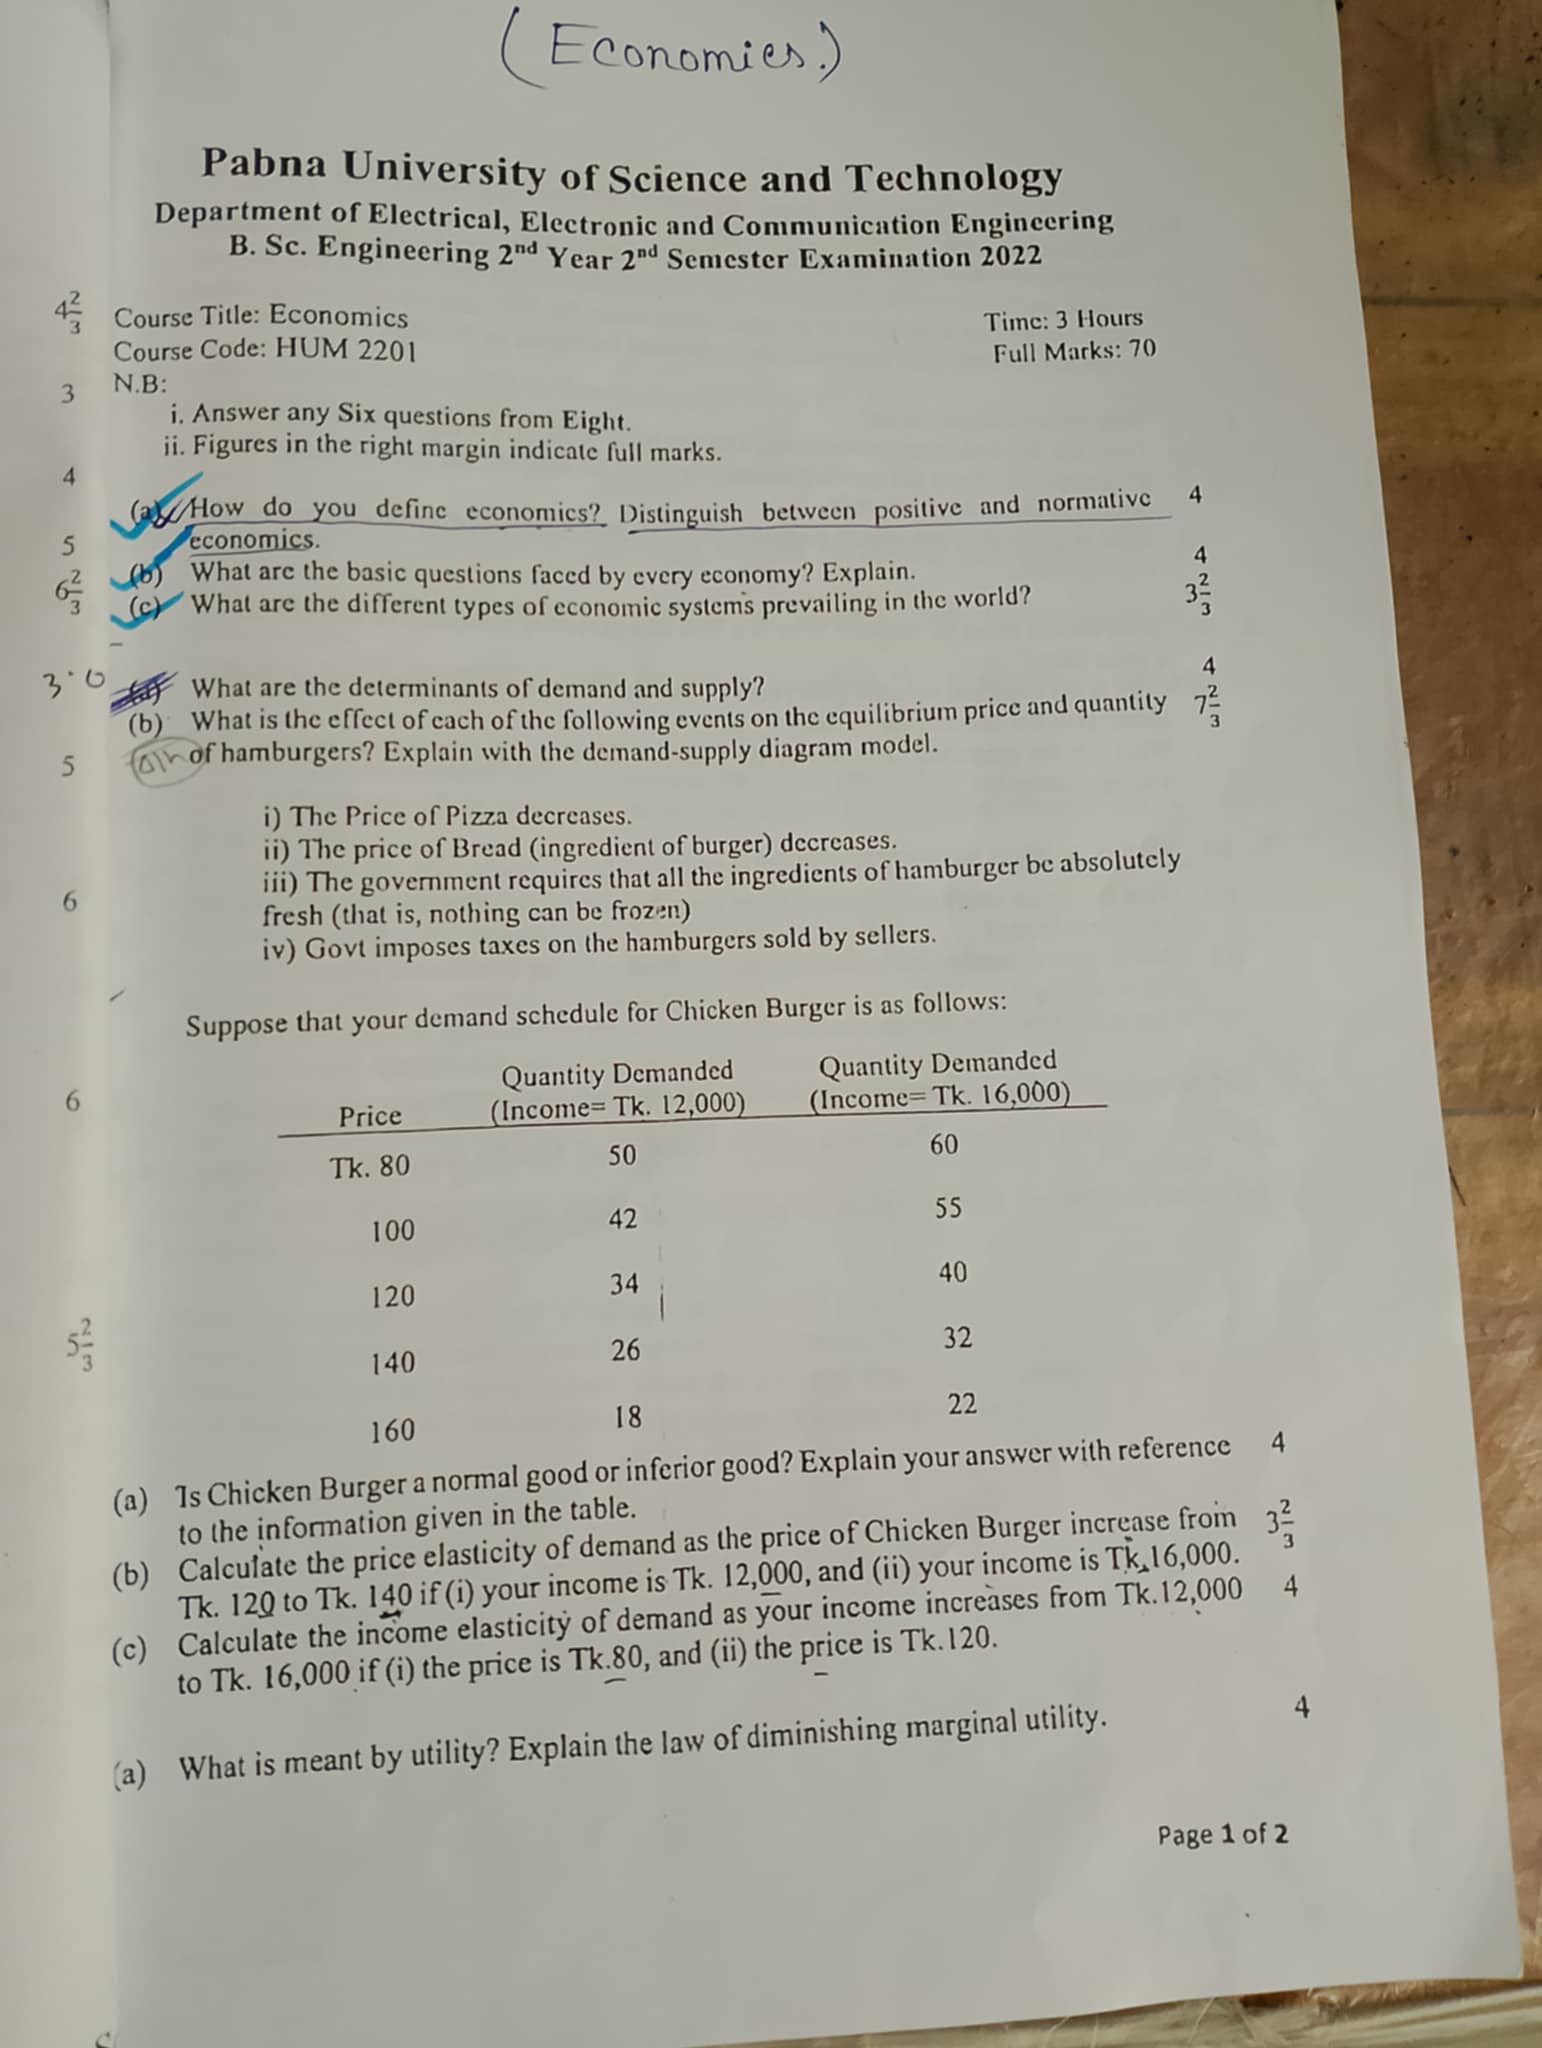 (Economics.)
Pabna University of Science and Technology
Department of Electrical, Electronic and Communication Engineering
B. Sc. Engineering 2nd Year 2nd Semester Examination 2022
4 2/3
Course Title: Economics
Time: 3 Hours
Course Code: HUM 2201
Full Marks: 70
3
N.B:
i. Answer any Six questions from Eight.
ii. Figures in the right margin indicate full marks.
4
(a) How do you define economics? Distinguish between positive and normative 4
economics.
5
(b) What are the basic questions faced by every economy? Explain. 4
6 2/3
(c) What are the different types of economic systems prevailing in the world? 3 2/3
(a) What are the determinants of demand and supply? 4
(b) What is the effect of each of the following events on the equilibrium price and quantity 7 2/3
of hamburgers? Explain with the demand-supply diagram model.
5
i) The Price of Pizza decreases.
ii) The price of Bread (ingredient of burger) decreases.
iii) The government requires that all the ingredients of hamburger be absolutely
6
fresh (that is, nothing can be frozen)
iv) Govt imposes taxes on the hamburgers sold by sellers.
Suppose that your demand schedule for Chicken Burger is as follows:
Quantity Demanded Quantity Demanded
6
Price (Income= Tk. 12,000) (Income= Tk. 16,000)
Tk. 80 50 60
100 42 55
120 34 40
5 2/3
140 26 32
160 18 22
(a) Is Chicken Burger a normal good or inferior good? Explain your answer with reference 4
to the information given in the table.
(b) Calculate the price elasticity of demand as the price of Chicken Burger increase from 3 2/3
Tk. 120 to Tk. 140 if (i) your income is Tk. 12,000, and (ii) your income is Tk.16,000.
(c) Calculate the income elasticity of demand as your income increases from Tk.12,000 4
to Tk. 16,000 if (i) the price is Tk.80, and (ii) the price is Tk.120.
(a) What is meant by utility? Explain the law of diminishing marginal utility. 4
Page 1 of 2